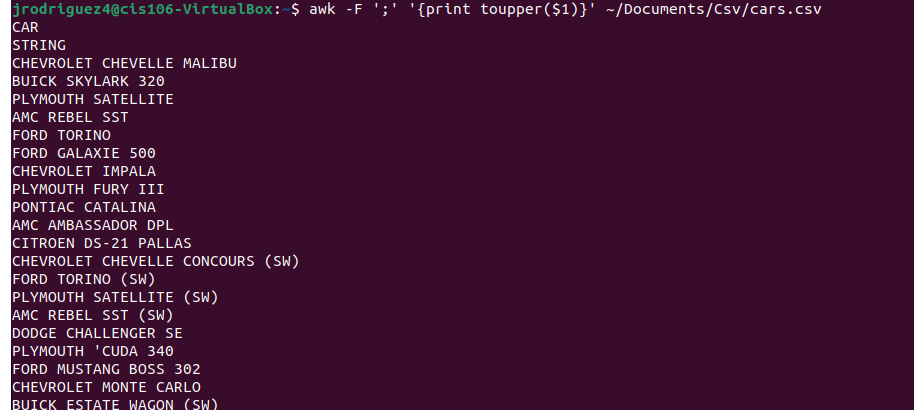 jrodriguez4@cis106-VirtualBox:~$ awk -F ';' '{print toupper($1)}' ~/Documents/Csv/cars.csv
CAR
STRING
CHEVROLET CHEVELLE MALIBU
BUICK SKYLARK 320
PLYMOUTH SATELLITE
AMC REBEL SST
FORD TORINO
FORD GALAXIE 500
CHEVROLET IMPALA
PLYMOUTH FURY III
PONTIAC CATALINA
AMC AMBASSADOR DPL
CITROEN DS-21 PALLAS
CHEVROLET CHEVELLE CONCOURS (SW)
FORD TORINO (SW)
PLYMOUTH SATELLITE (SW)
AMC REBEL SST (SW)
DODGE CHALLENGER SE
PLYMOUTH 'CUDA 340
FORD MUSTANG BOSS 302
CHEVROLET MONTE CARLO
BUICK ESTATE WAGON (SW)